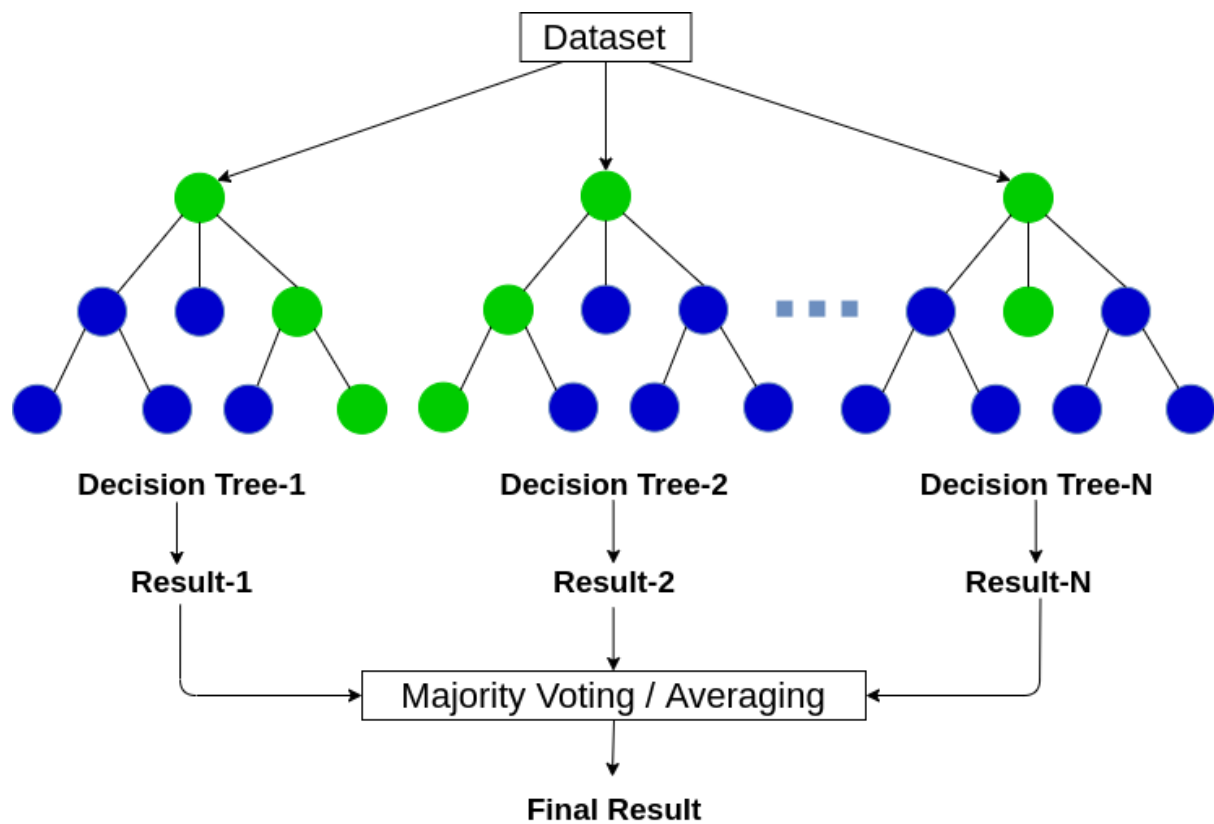 Dataset
Decision Tree-1
Decision Tree-2
Decision Tree-N
Result-1
Result-2
Result-N
Majority Voting / Averaging
Final Result